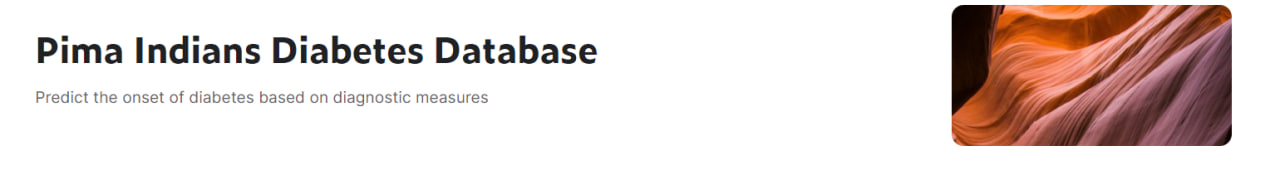 Pima Indians Diabetes Database
Predict the onset of diabetes based on diagnostic measures